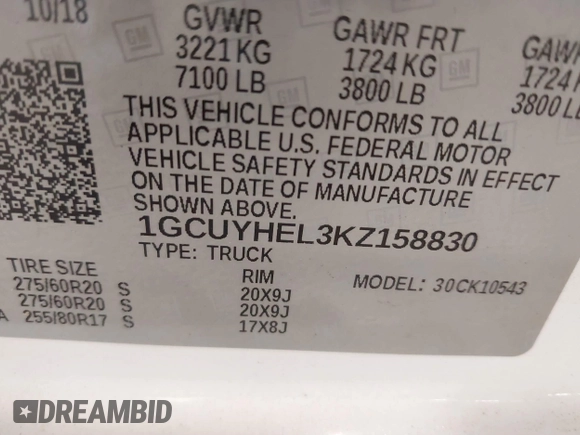 10/18
GVWR
GAWR FRT
GAWR
3221 KG
1724 KG
1724
7100 LB
3800 LB
3800 L
GM
THIS VEHICLE CONFORMS TO ALL
APPLICABLE U.S. FEDERAL MOTOR
VEHICLE SAFETY STANDARDS IN EFFECT
ON THE DATE OF MANUFACTURE
SHOWN ABOVE.
1GCUYHEL3KZ158830
TYPE: TRUCK
TIRE SIZE
RIM
MODEL: 30CK10543
275/60R20 S
20X9J
275/60R20 S
20X9J
A 255/80R17 S
17X8J
DREAMBID